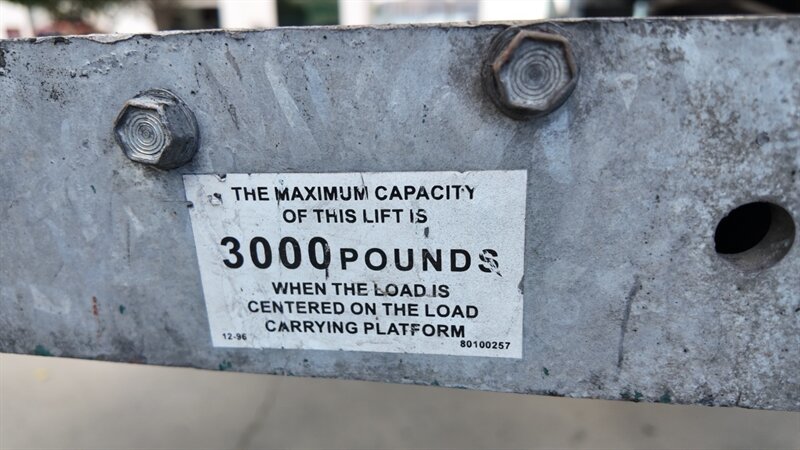 THE MAXIMUM CAPACITY
OF THIS LIFT IS
3000 POUNDS
WHEN THE LOAD IS
CENTERED ON THE LOAD
CARRYING PLATFORM
12-96 80100257